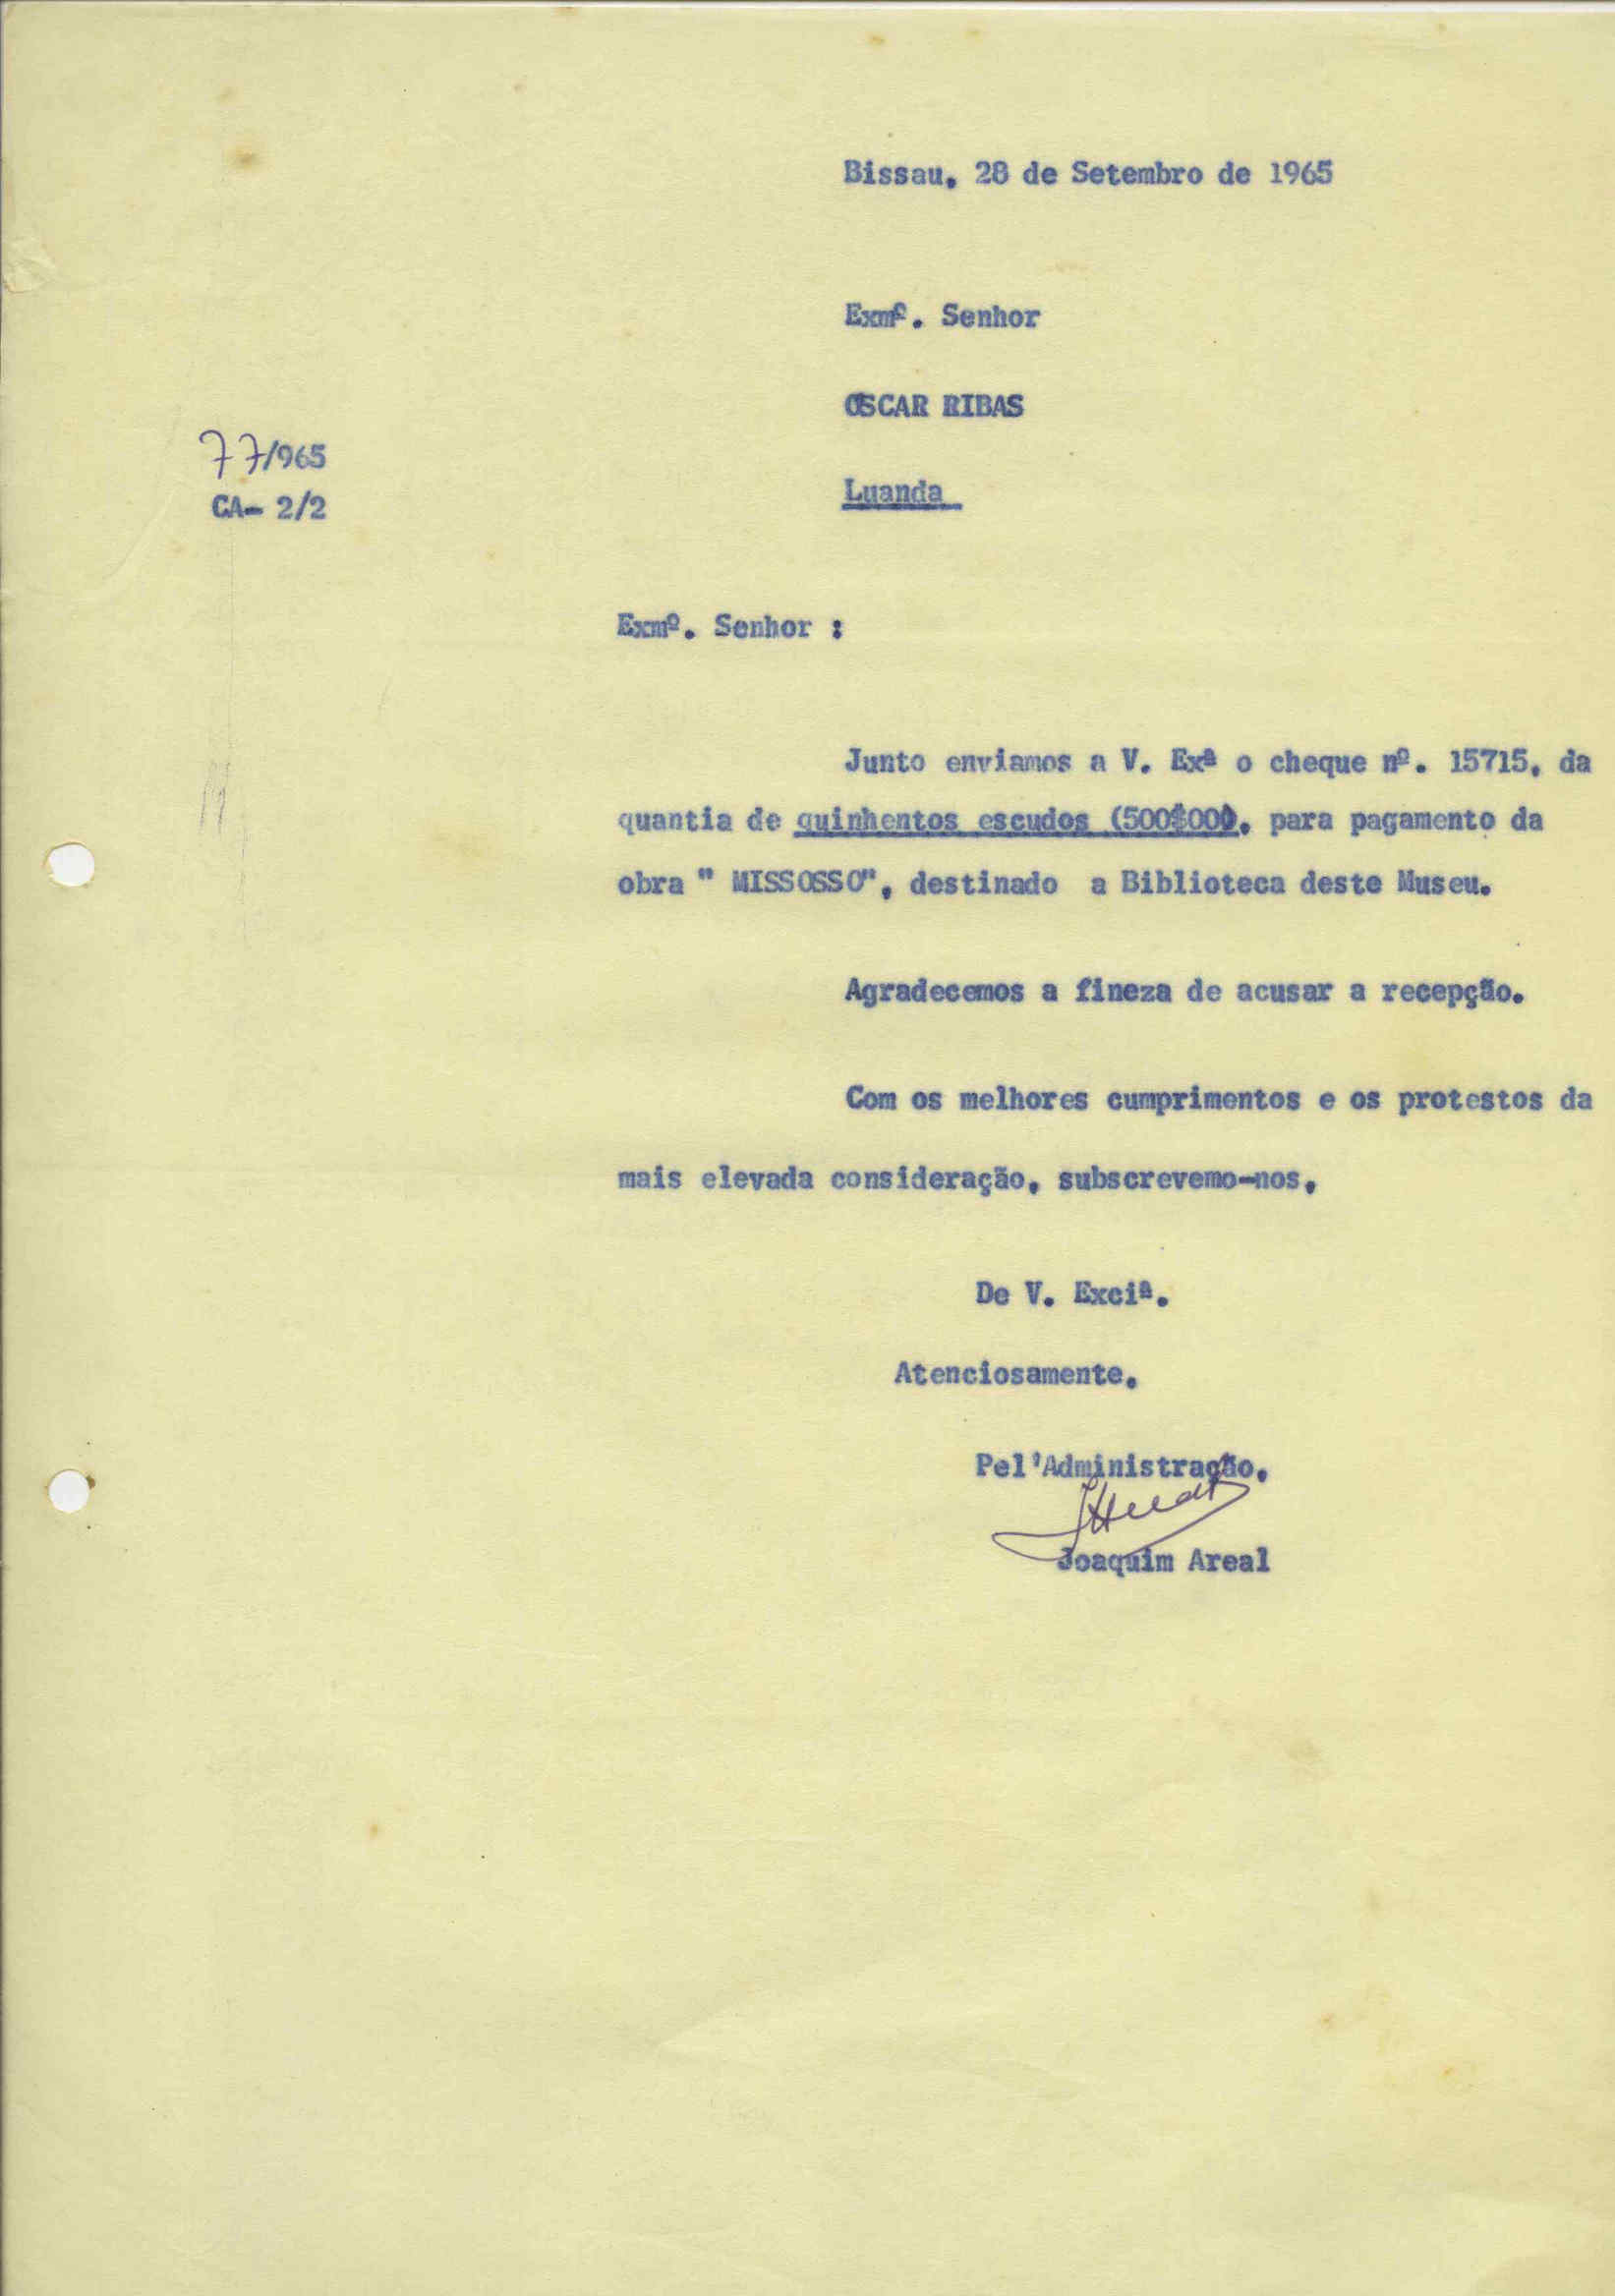 Bissau, 28 de Setembro de 1965
Exmº. Senhor
OSCAR RIBAS
77/965
CA- 2/2
Luanda
Exmº. Senhor :
Junto enviamos a V. Exª o cheque nº. 15715, da
quantia de quinhentos escudos (500$00), para pagamento da
obra " MISSOSSO", destinado a Biblioteca deste Museu.
Agradecemos a fineza de acusar a recepção.
Com os melhores cumprimentos e os protestos da
mais elevada consideração, subscrevemo-nos,
De V. Exciª.
Atenciosamente,
Pel'Administração,
Joaquim Areal